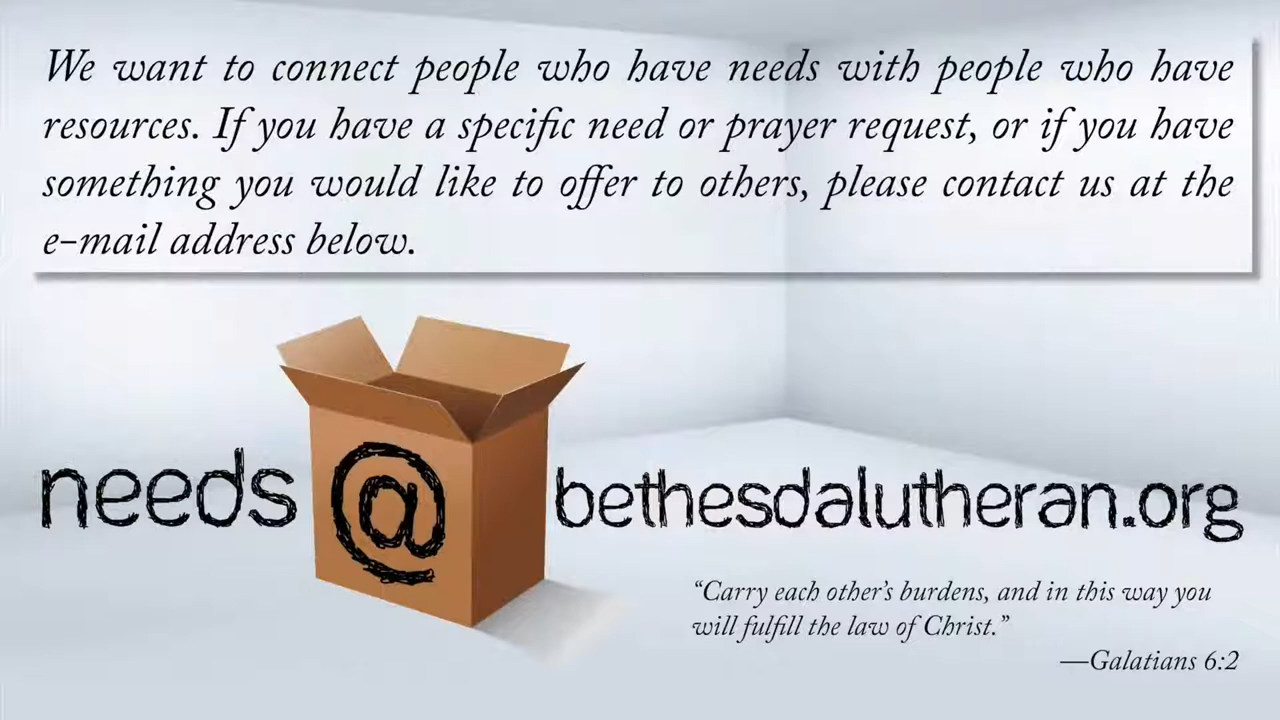 We want to connect people who have needs with people who have
resources. If you have a specific need or prayer request, or if you have
something you would like to offer to others, please contact us at the
e-mail address below.
needs@bethesdalutheran.org
“Carry each other’s burdens, and in this way you
will fulfill the law of Christ.”
—Galatians 6:2